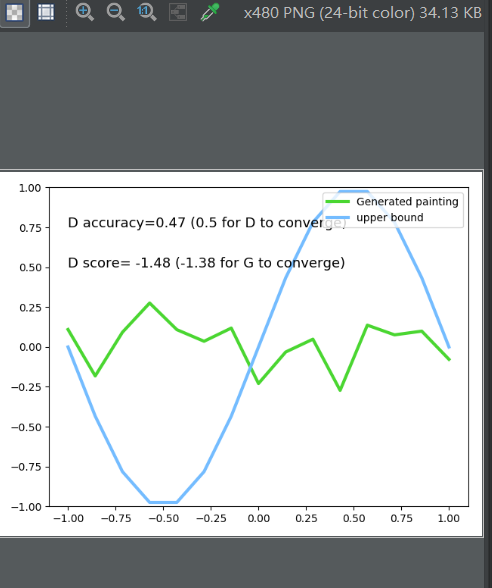 x480 PNG (24-bit color) 34.13 KB
1:1
1.00
Generated painting
upper bound
0.75
D accuracy=0.47 (0.5 for D to converge)
0.50
D score= -1.48 (-1.38 for G to converge)
0.25
0.00
−0.25
−0.50
−0.75
−1.00
−1.00 −0.75 −0.50 −0.25 0.00 0.25 0.50 0.75 1.00